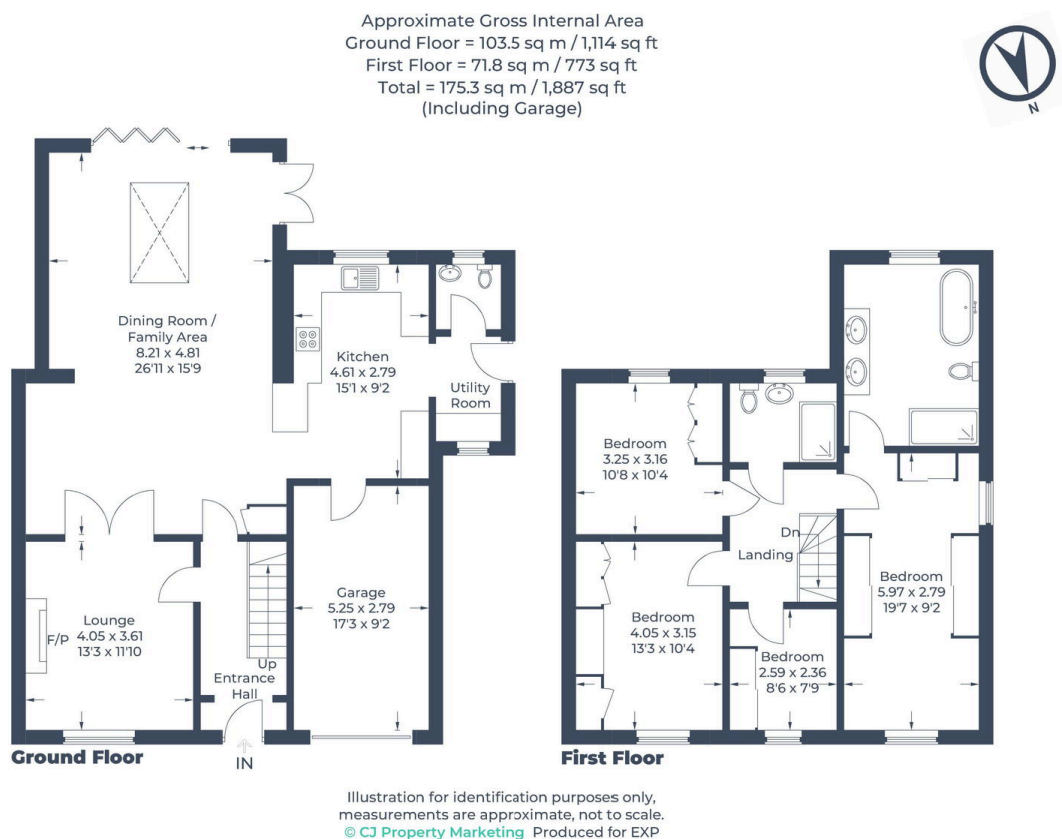 Approximate Gross Internal Area
Ground Floor = 103.5 sq m / 1,114 sq ft
First Floor = 71.8 sq m / 773 sq ft
Total = 175.3 sq m / 1,887 sq ft
(Including Garage)
N
Dining Room /
Family Area
8.21 x 4.81
26'11 x 15'9
Kitchen
4.61 x 2.79
15'1 x 9'2
Utility
Room
Lounge
4.05 x 3.61
13'3 x 11'10
F/P
Up
Entrance
Hall
Garage
5.25 x 2.79
17'3 x 9'2
IN
Ground Floor
Bedroom
3.25 x 3.16
10'8 x 10'4
Dn
Landing
Bedroom
5.97 x 2.79
19'7 x 9'2
Bedroom
4.05 x 3.15
13'3 x 10'4
Bedroom
2.59 x 2.36
8'6 x 7'9
First Floor
Illustration for identification purposes only,
measurements are approximate, not to scale.
© CJ Property Marketing Produced for EXP